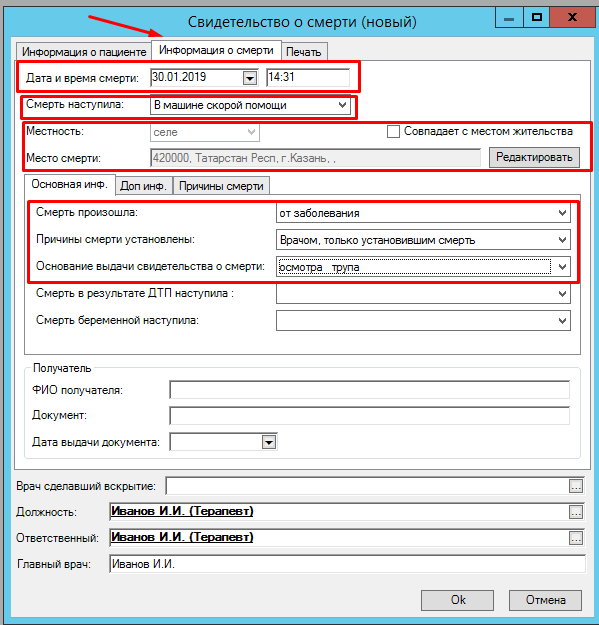 Свидетельство о смерти (новый)
Информация о пациенте Информация о смерти Печать
Дата и время смерти: 30.01.2019 14:31
Смерть наступила: В машине скорой помощи
Местность: селе Совпадает с местом жительства
Место смерти: 420000, Татарстан Респ, г.Казань, , Редактировать
Основная инф. Доп инф. Причины смерти
Смерть произошла: от заболевания
Причины смерти установлены: Врачом, только установившим смерть
Основание выдачи свидетельства о смерти: осмотра трупа
Смерть в результате ДТП наступила :
Смерть беременной наступила:
Получатель
ФИО получателя:
Документ:
Дата выдачи документа:
Врач сделавший вскрытие: ...
Должность: Иванов И.И. (Терапевт) ...
Ответственный: Иванов И.И. (Терапевт) ...
Главный врач: Иванов И.И.
Ok Отмена